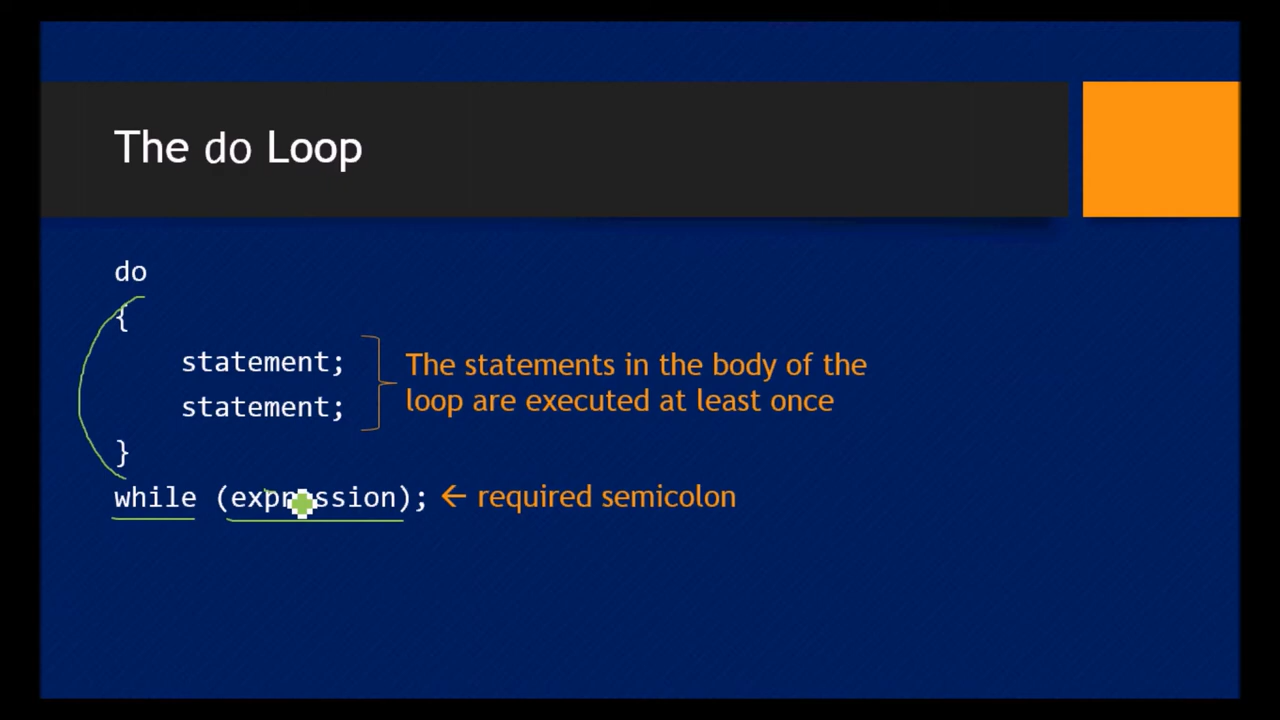 The do Loop
do
{
statement;
statement;
The statements in the body of the
loop are executed at least once
}
while (expression); ← required semicolon